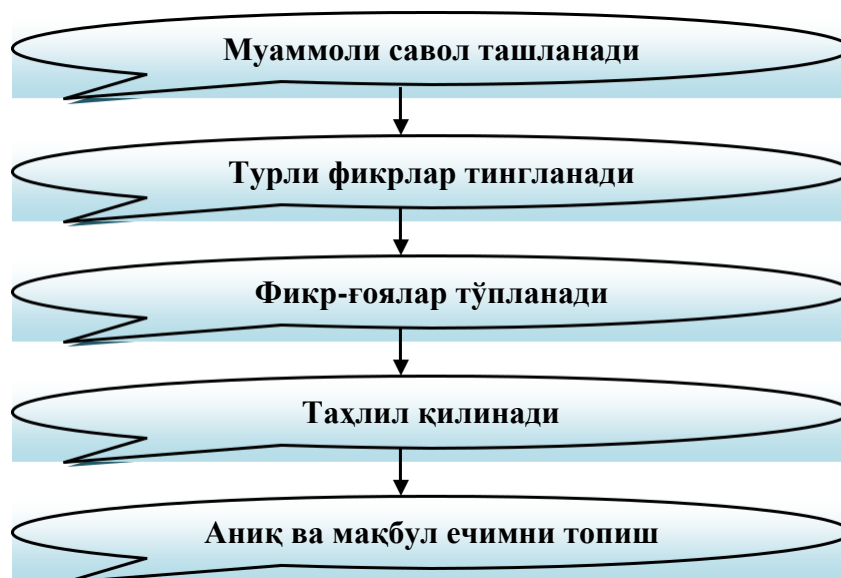 Муаммоли савол ташланади
Турли фикрлар тингланади
Фикр-ғоялар тўпланади
Таҳлил қилинади
Аниқ ва мақбул ечимни топиш